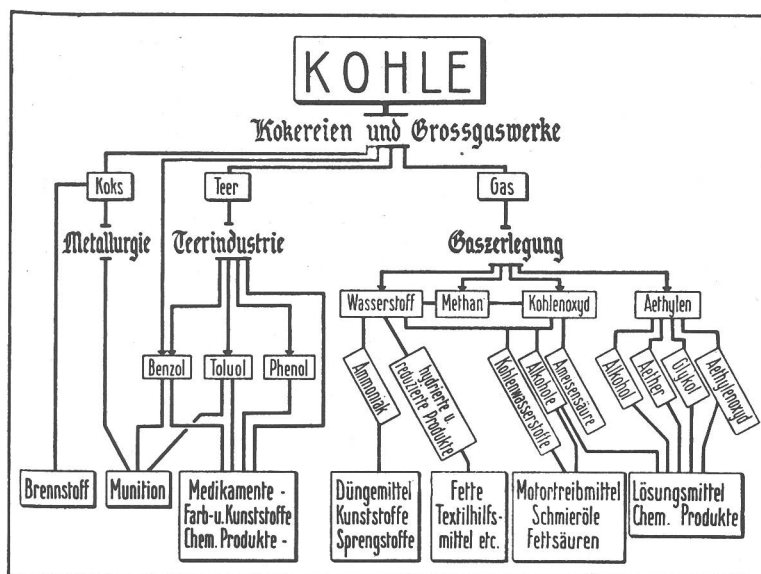 KOHLE
Kokereien und Grossgaswerke
Koks
Teer
Gas
Metallurgie
Teerindustrie
Gaszerlegung
Wasserstoff
Methan
Kohlenoxyd
Aethylen
Benzol
Toluol
Phenol
Ammoniak
hydrierte u.
reduzierte Produkte
Kohlenwasserstoffe
Alkohole
Ameisensäure
Alkohol
Aether
Glykol
Aethylenoxyd
Brennstoff
Munition
Medikamente -
Farb-u. Kunststoffe
Chem. Produkte -
Düngemittel
Kunststoffe
Sprengstoffe
Fette
Textilhilfs-
mittel etc.
Motortreibmittel
Schmieröle
Fettsäuren
Lösungsmittel
Chem. Produkte